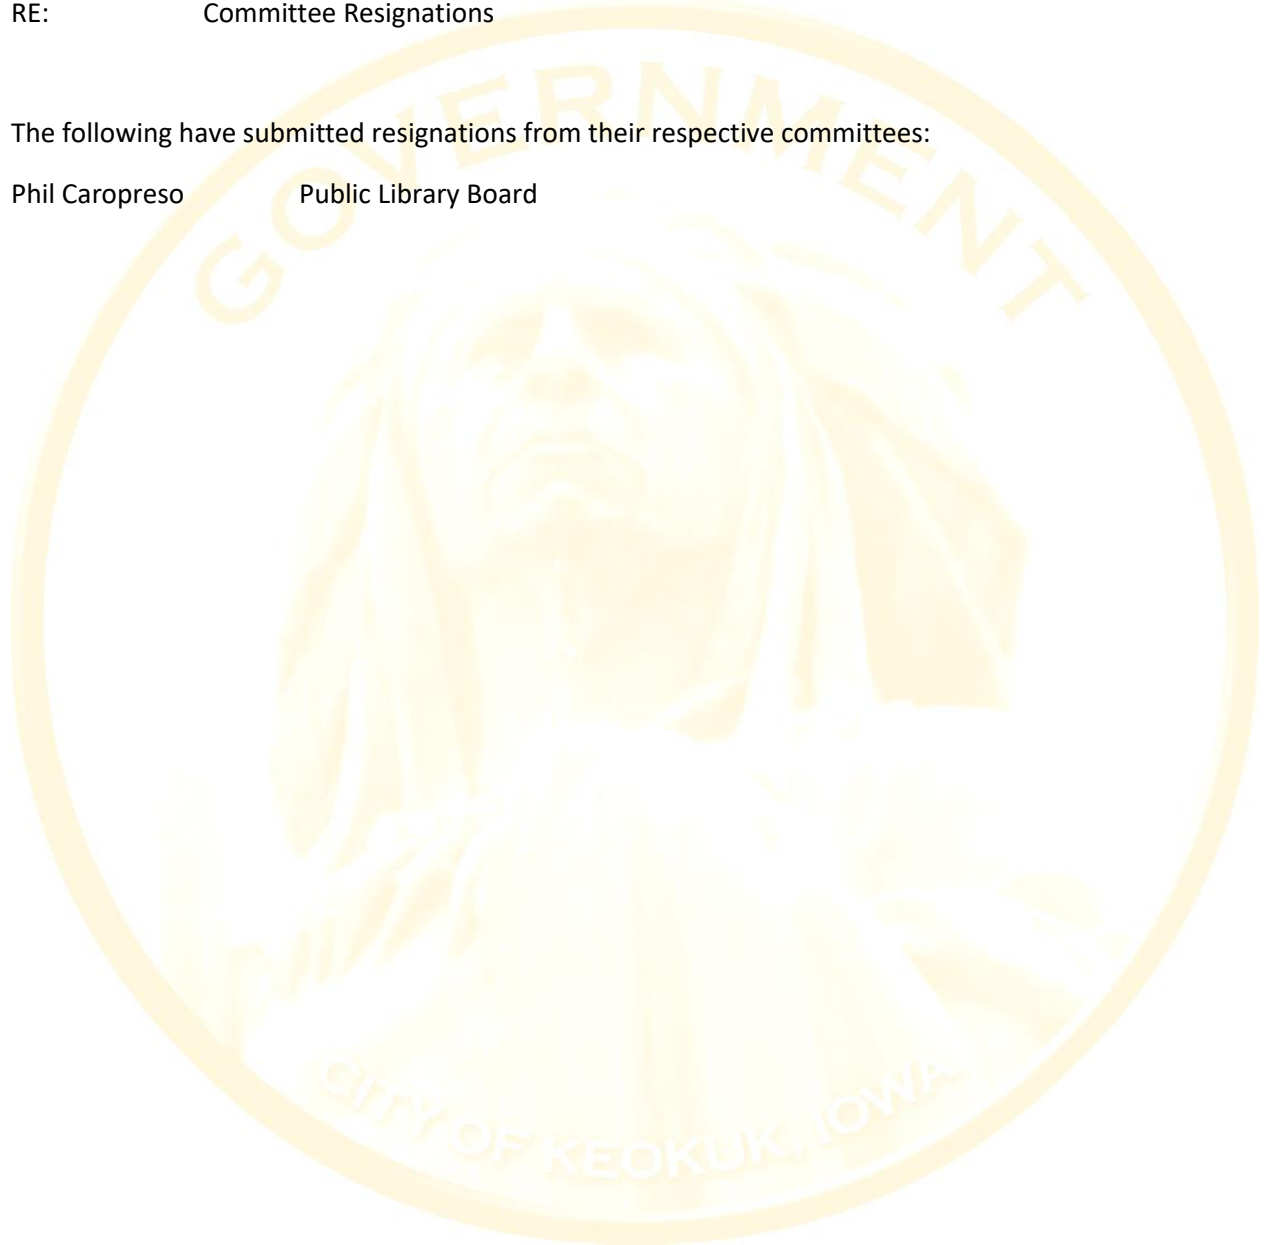 RE: Committee Resignations
The following have submitted resignations from their respective committees:
Phil Caropreso Public Library Board
GOVERNMENT
CITY OF KEOKUK, IOWA